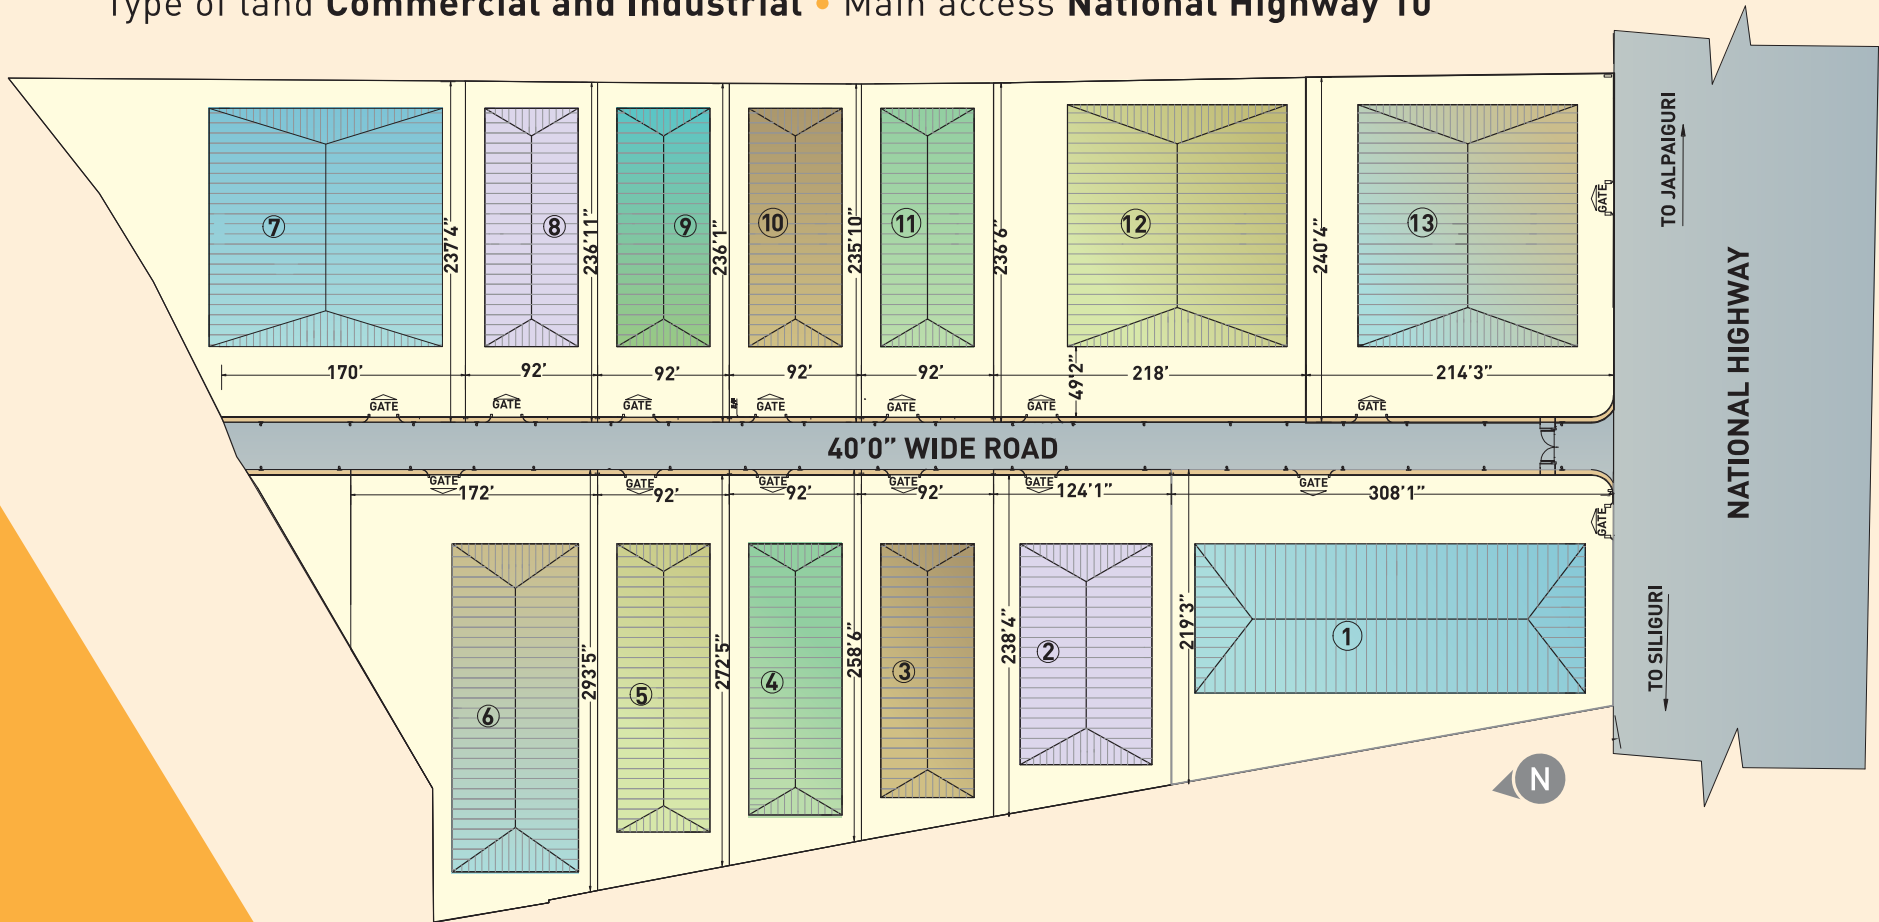 Type of land Commercial and Industrial • Main access National Highway 10
7
8
9
10
11
12
13
237'4"
236'11"
236'1"
235'10"
236'6"
240'4"
49'2"
170'
92'
92'
92'
92'
218'
214'3"
GATE
GATE
GATE
GATE
GATE
GATE
GATE
GATE
TO JALPAIGURI
NATIONAL HIGHWAY
TO SILIGURI
40'0" WIDE ROAD
GATE
GATE
GATE
GATE
GATE
GATE
GATE
172'
92'
92'
92'
124'1"
308'1"
293'5"
272'5"
258'6"
238'4"
219'3"
6
5
4
3
2
1
N